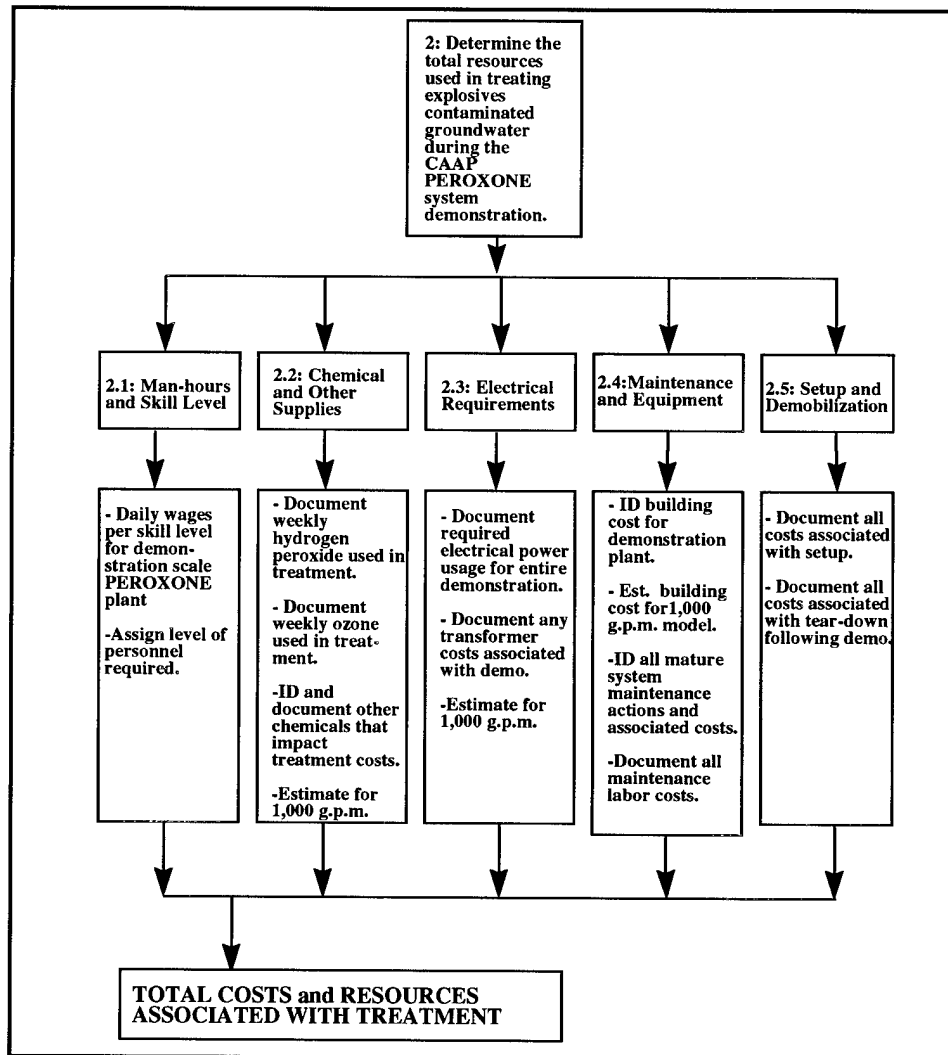 2: Determine the
total resources
used in treating
explosives
contaminated
groundwater
during the
CAAP
PEROXONE
system
demonstration.
2.1: Man-hours
and Skill Level
2.2: Chemical
and Other
Supplies
2.3: Electrical
Requirements
2.4:Maintenance
and Equipment
2.5: Setup and
Demobilization
- Daily wages
per skill level
for demon-
stration scale
PEROXONE
plant
-Assign level of
personnel
required.
- Document
weekly
hydrogen
peroxide used in
treatment.
- Document
weekly ozone
used in treat-
ment.
-ID and
document other
chemicals that
impact
treatment costs.
-Estimate for
1,000 g.p.m.
- Document
required
electrical power
usage for entire
demonstration.
- Document any
transformer
costs associated
with demo.
-Estimate for
1,000 g.p.m.
- ID building
cost for
demonstration
plant.
- Est. building
cost for1,000
g.p.m. model.
-ID all mature
system
maintenance
actions and
associated costs.
-Document all
maintenance
labor costs.
- Document all
costs associated
with setup.
- Document all
costs associated
with tear-down
following demo.
TOTAL COSTS and RESOURCES
ASSOCIATED WITH TREATMENT